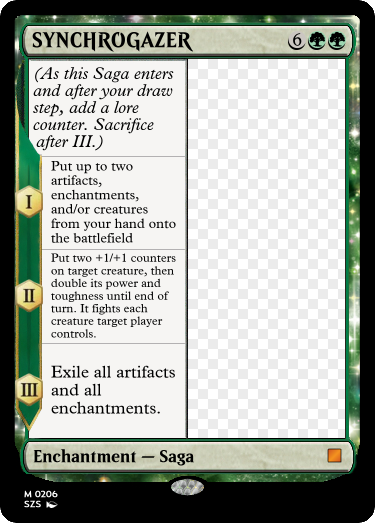 SYNCHROGAZER 6
(As this Saga enters
and after your draw
step, add a lore
counter. Sacrifice
after III.)
I
Put up to two
artifacts,
enchantments,
and/or creatures
from your hand onto
the battlefield
II
Put two +1/+1 counters
on target creature, then
double its power and
toughness until end of
turn. It fights each
creature target player
controls.
III
Exile all artifacts
and all
enchantments.
Enchantment — Saga
M 0206
SZS